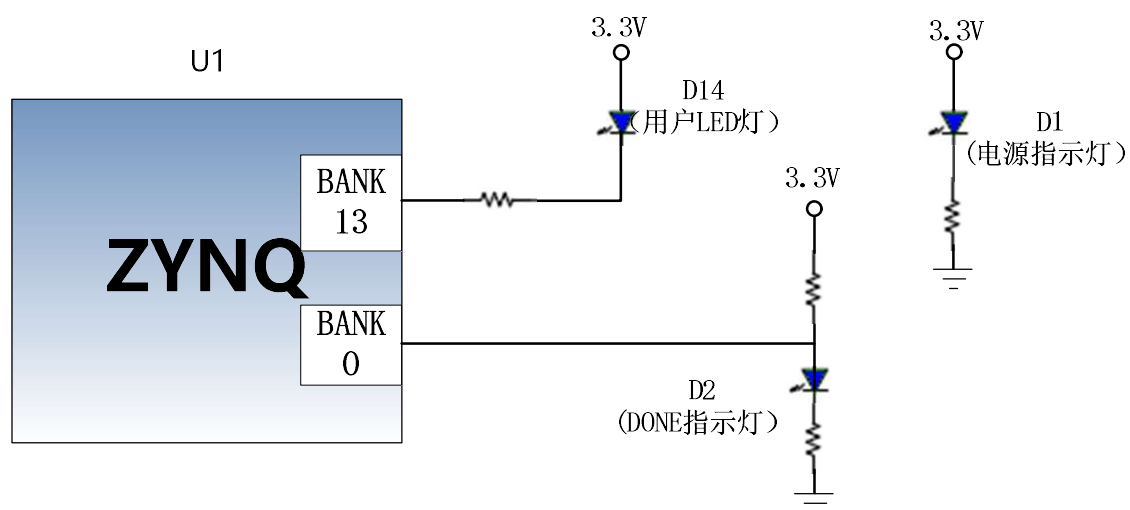 U1
ZYNQ
BANK
13
BANK
0
3.3V
D14
（用户LED灯）
3.3V
D1
(电源指示灯）
3.3V
D2
(DONE指示灯）